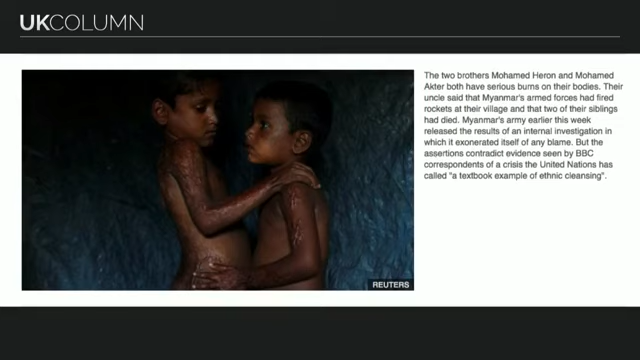 UKCOLUMN
The two brothers Mohamed Heron and Mohamed
Akter both have serious burns on their bodies. Their
uncle said that Myanmar's armed forces had fired
rockets at their village and that two of their siblings
had died. Myanmar's army earlier this week
released the results of an internal investigation in
which it exonerated itself of any blame. But the
assertions contradict evidence seen by BBC
correspondents of a crisis the United Nations has
called "a textbook example of ethnic cleansing".
REUTERS